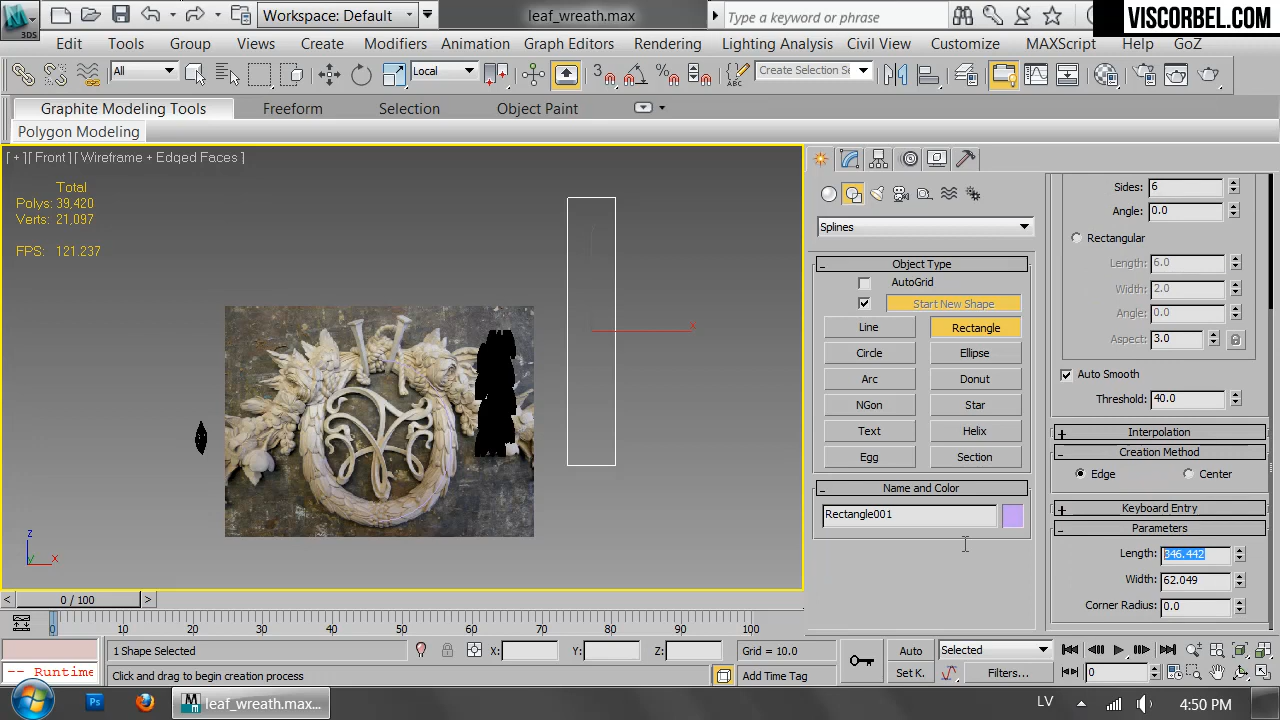 Workspace: Default
leaf_wreath.max
Type a keyword or phrase
VISCORBEL.COM
3DS
Edit Tools Group Views Create Modifiers Animation Graph Editors Rendering Lighting Analysis Civil View Customize MAXScript Help GoZ
All
Local
3
Create Selection Se
Graphite Modeling Tools Freeform Selection Object Paint
Polygon Modeling
[ + ][ Front ][ Wireframe + Edged Faces ]
Total
Polys: 39,420
Verts: 21,097
FPS: 121.237
x
z
y
x
Splines
Object Type
AutoGrid
Start New Shape
Line Rectangle
Circle Ellipse
Arc Donut
NGon Star
Text Helix
Egg Section
Name and Color
Rectangle001
Sides: 6
Angle: 0.0
Rectangular
Length: 6.0
Width: 2.0
Angle: 0.0
Aspect: 3.0
Auto Smooth
Threshold: 40.0
+ Interpolation
- Creation Method
Edge Center
+ Keyboard Entry
- Parameters
Length: 346.442
Width: 62.049
Corner Radius: 0.0
< 0 / 100 >
0 10 20 30 40 50 60 70 80 90 100
1 Shape Selected
X: Y: Z:
Grid = 10.0
Auto
Selected
-- Runtime
Click and drag to begin creation process
Add Time Tag
Set K.
Filters...
0
Ps
leaf_wreath.max...
LV
4:50 PM